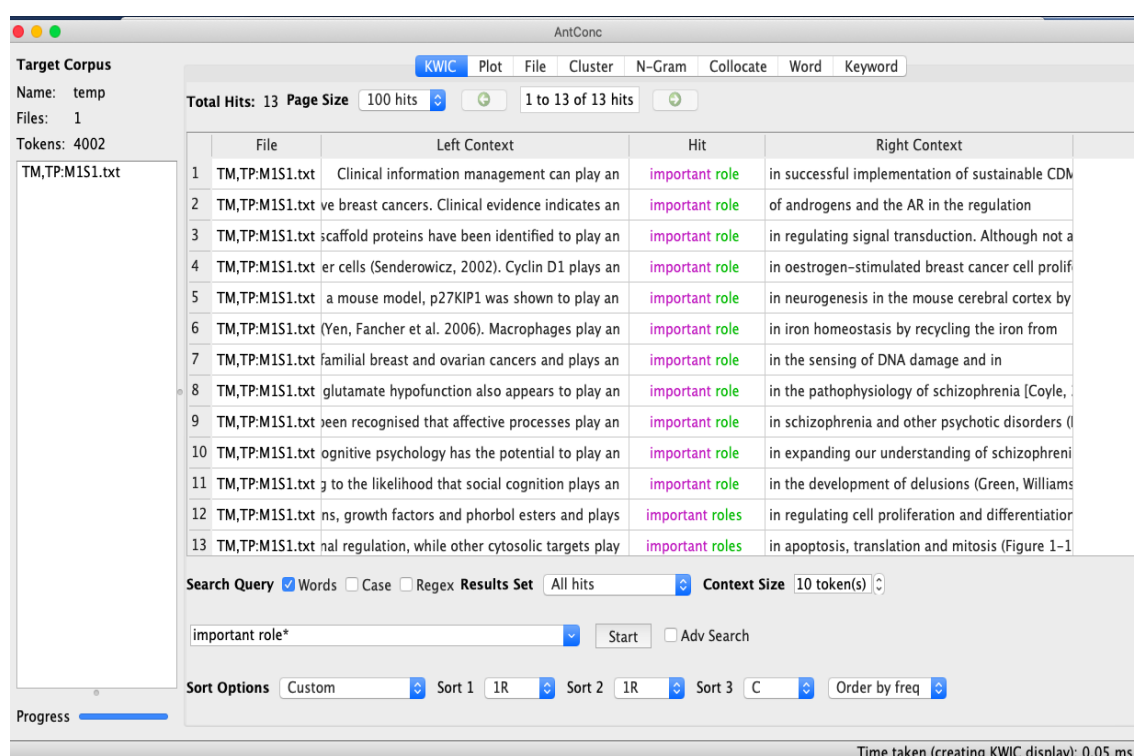 AntConc
Target Corpus
Name: temp
Files: 1
Tokens: 4002
TM,TP:M1S1.txt
Progress
KWIC Plot File Cluster N-Gram Collocate Word Keyword
Total Hits: 13 Page Size 100 hits 1 to 13 of 13 hits
File Left Context Hit Right Context
1 TM,TP:M1S1.txt Clinical information management can play an important role in successful implementation of sustainable CDM
2 TM,TP:M1S1.txt ve breast cancers. Clinical evidence indicates an important role of androgens and the AR in the regulation
3 TM,TP:M1S1.txt scaffold proteins have been identified to play an important role in regulating signal transduction. Although not a
4 TM,TP:M1S1.txt er cells (Senderowicz, 2002). Cyclin D1 plays an important role in oestrogen-stimulated breast cancer cell prolif
5 TM,TP:M1S1.txt a mouse model, p27KIP1 was shown to play an important role in neurogenesis in the mouse cerebral cortex by
6 TM,TP:M1S1.txt (Yen, Fancher et al. 2006). Macrophages play an important role in iron homeostasis by recycling the iron from
7 TM,TP:M1S1.txt familial breast and ovarian cancers and plays an important role in the sensing of DNA damage and in
8 TM,TP:M1S1.txt glutamate hypofunction also appears to play an important role in the pathophysiology of schizophrenia [Coyle,
9 TM,TP:M1S1.txt been recognised that affective processes play an important role in schizophrenia and other psychotic disorders (
10 TM,TP:M1S1.txt ognitive psychology has the potential to play an important role in expanding our understanding of schizophreni
11 TM,TP:M1S1.txt g to the likelihood that social cognition plays an important role in the development of delusions (Green, Williams
12 TM,TP:M1S1.txt ns, growth factors and phorbol esters and plays important roles in regulating cell proliferation and differentiation
13 TM,TP:M1S1.txt nal regulation, while other cytosolic targets play important roles in apoptosis, translation and mitosis (Figure 1-1
Search Query Words Case Regex Results Set All hits Context Size 10 token(s)
important role* Start Adv Search
Sort Options Custom Sort 1 1R Sort 2 1R Sort 3 C Order by freq
Time taken (creating KWIC display): 0.05 ms